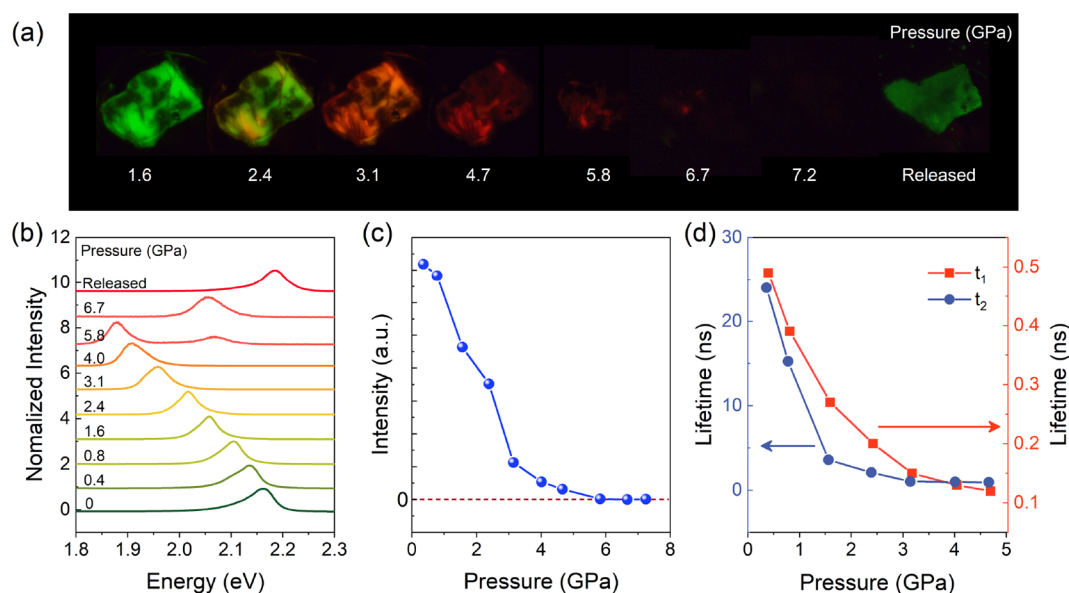 (a)
Pressure (GPa)
1.6 2.4 3.1 4.7 5.8 6.7 7.2 Released
(b)
Pressure (GPa)
Released
6.7
5.8
4.0
3.1
2.4
1.6
0.8
0.4
0
12
10
8
6
4
2
0
Nomalized Intensity
1.8 1.9 2.0 2.1 2.2 2.3
Energy (eV)
(c)
Intensity (a.u.)
0
0 2 4 6 8
Pressure (GPa)
(d)
30
20
10
0
Lifetime (ns)
t1
t2
0.5
0.4
0.3
0.2
0.1
Lifetime (ns)
0 1 2 3 4 5
Pressure (GPa)